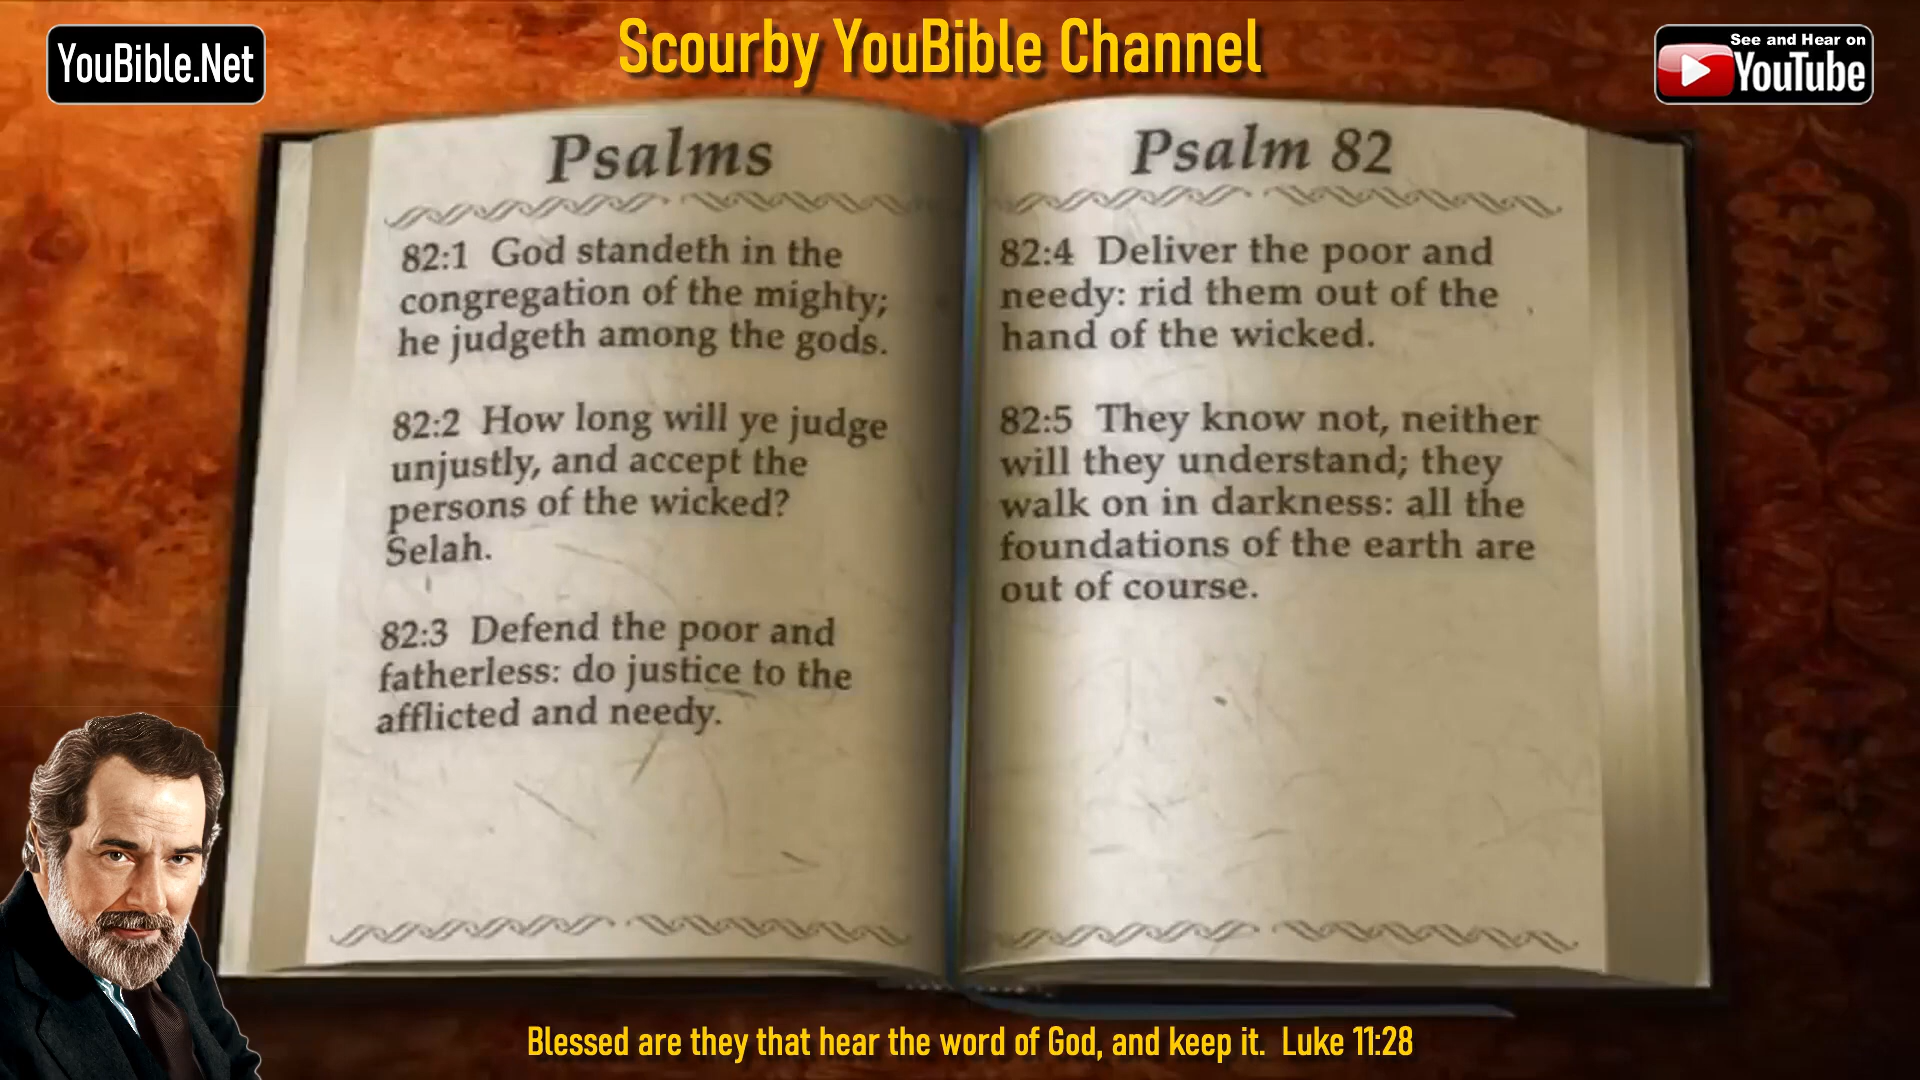 YouBible.Net
Scourby YouBible Channel
See and Hear on
YouTube
Psalms
82:1 God standeth in the
congregation of the mighty;
he judgeth among the gods.
82:2 How long will ye judge
unjustly, and accept the
persons of the wicked?
Selah.
82:3 Defend the poor and
fatherless: do justice to the
afflicted and needy.
Psalm 82
82:4 Deliver the poor and
needy: rid them out of the
hand of the wicked.
82:5 They know not, neither
will they understand; they
walk on in darkness: all the
foundations of the earth are
out of course.
Blessed are they that hear the word of God, and keep it. Luke 11:28